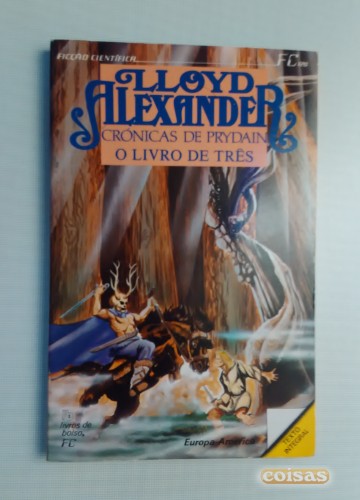 FICÇÃO CIENTÍFICA
FC
LLOYD
ALEXANDER
CRÓNICAS DE PRYDAIN
O LIVRO DE TRÊS
livros de
bolso,
FC
Europa-América
TEXTO
INTEGRAL
coisas